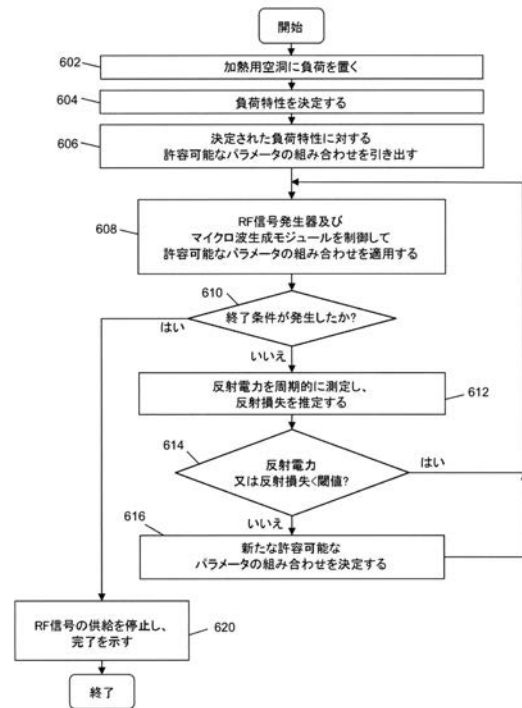 開始
602
加熱用空洞に負荷を置く
604
負荷特性を決定する
606
決定された負荷特性に対する
許容可能なパラメータの組み合わせを引き出す
608
RF信号発生器及び
マイクロ波生成モジュールを制御して
許容可能なパラメータの組み合わせを適用する
610
終了条件が発生したか?
はい
いいえ
反射電力を周期的に測定し、
反射損失を推定する
612
614
反射電力
又は反射損失<閾値?
はい
いいえ
616
新たな許容可能な
パラメータの組み合わせを決定する
RF信号の供給を停止し、
完了を示す
620
終了